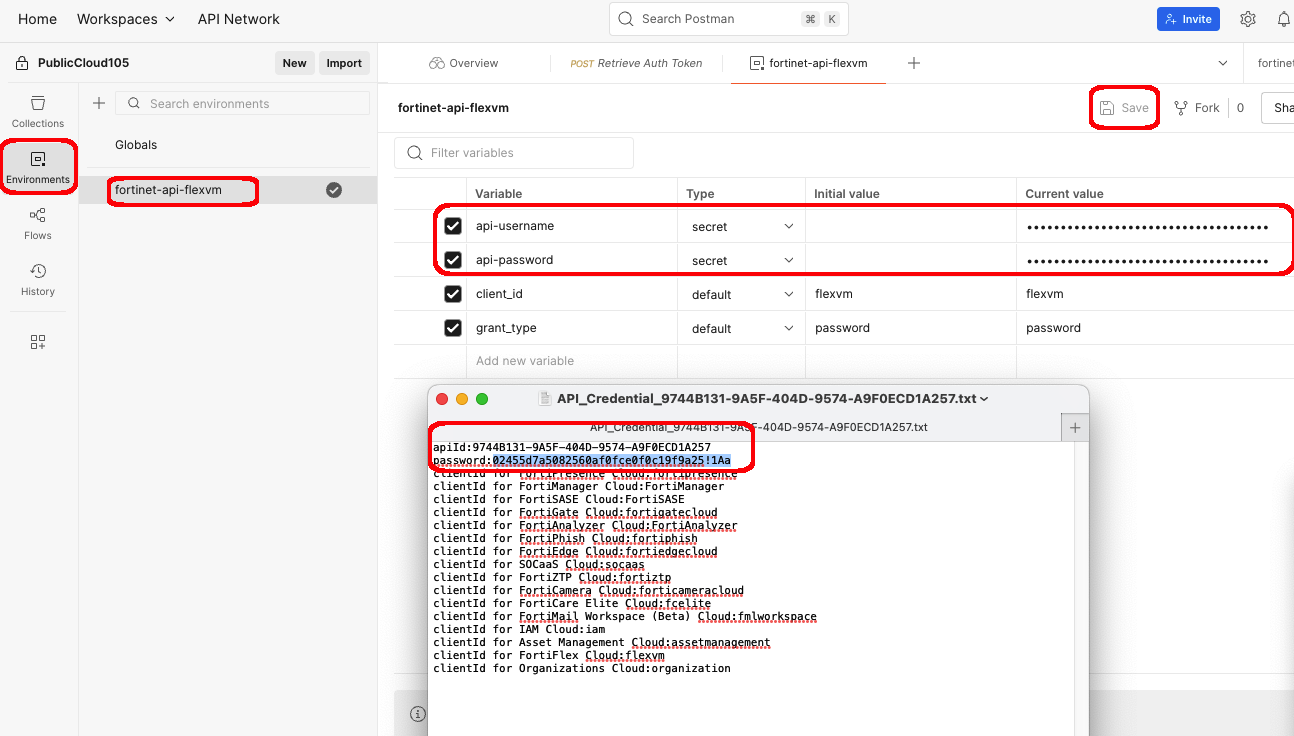 Home Workspaces API Network Search Postman ⌘ K Invite
PublicCloud105 New Import Overview POST Retrieve Auth Token fortinet-api-flexvm
Search environments
Collections
Environments
Flows
History
Globals
fortinet-api-flexvm
fortinet-api-flexvm Save Fork 0
Filter variables
Variable Type Initial value Current value
api-username secret ••••••••••••••••••••••••••••••••••••
api-password secret ••••••••••••••••••••••••••••••••••••
client_id default flexvm flexvm
grant_type default password password
Add new variable
API_Credential_9744B131-9A5F-404D-9574-A9F0ECD1A257.txt
API_Credential_9744B131-9A5F-404D-9574-A9F0ECD1A257.txt
apiId:9744B131-9A5F-404D-9574-A9F0ECD1A257
password:02455d7a5082560af0fce0f0c19f9a25!1Aa
clientId for FortiPresence Cloud:fortipresence
clientId for FortiManager Cloud:FortiManager
clientId for FortiSASE Cloud:FortiSASE
clientId for FortiGate Cloud:fortigatecloud
clientId for FortiAnalyzer Cloud:FortiAnalyzer
clientId for FortiPhish Cloud:fortiphish
clientId for FortiEdge Cloud:fortiedgecloud
clientId for SOCaaS Cloud:socaas
clientId for FortiZTP Cloud:fortiztp
clientId for FortiCamera Cloud:forticameracloud
clientId for FortiCare Elite Cloud:fcelite
clientId for FortiMail Workspace (Beta) Cloud:fmlworkspace
clientId for IAM Cloud:iam
clientId for Asset Management Cloud:assetmanagement
clientId for FortiFlex Cloud:flexvm
clientId for Organizations Cloud:organization